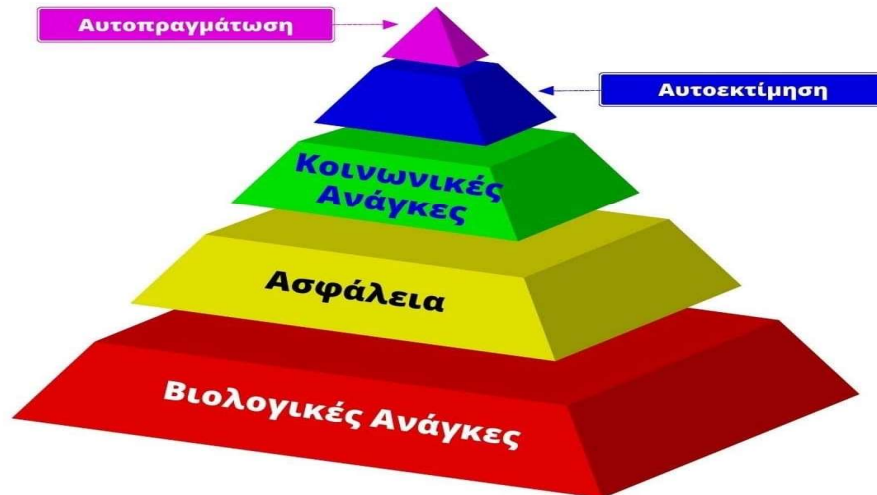 Αυτοπραγμάτωση
Αυτοεκτίμηση
Κοινωνικές
Ανάγκες
Ασφάλεια
Βιολογικές Ανάγκες